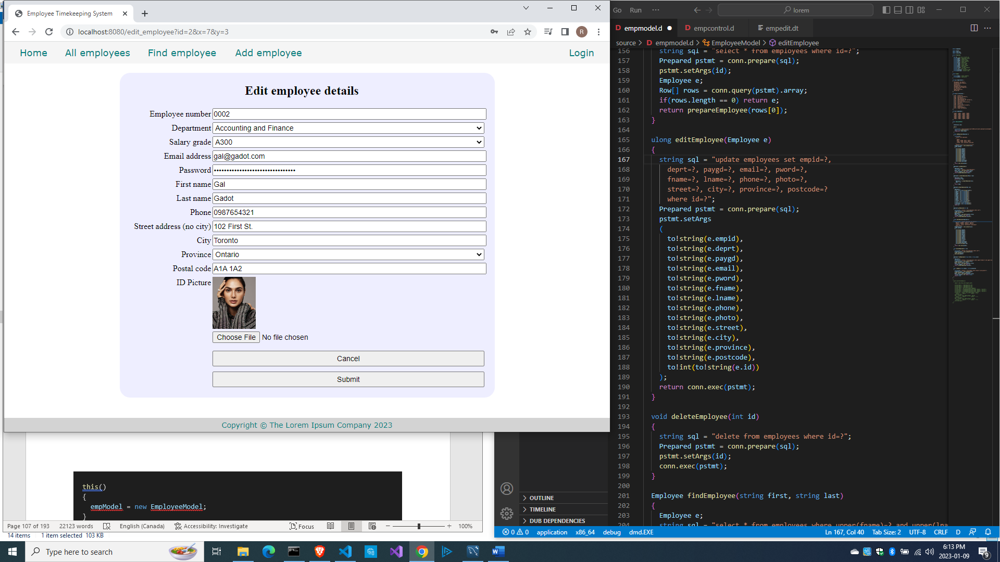 Employee Timekeeping System
localhost:8080/edit_employee?id=2&x=7&y=3
R
Home All employees Find employee Add employee Login
Edit employee details
Employee number 0002
Department Accounting and Finance
Salary grade A300
Email address gal@gadot.com
Password ••••••••••••••••••••••••••••••••
First name Gal
Last name Gadot
Phone 0987654321
Street address (no city) 102 First St.
City Toronto
Province Ontario
Postal code A1A 1A2
ID Picture
Choose File No file chosen
Cancel
Submit
Copyright © The Lorem Ipsum Company 2023
this()
{
empModel = new EmployeeModel;
}
Page 107 of 193 22123 words English (Canada) Accessibility: Investigate Focus 100%
14 items 1 item selected 103 KB
Go Run ··· lorem
D empmodel.d D empcontrol.d empedit.dt
source > D empmodel.d > EmployeeModel > editEmployee
156 string sql = "select * from employees where id=?";
157 Prepared pstmt = conn.prepare(sql);
158 pstmt.setArgs(id);
159 Employee e;
160 Row[] rows = conn.query(pstmt).array;
161 if(rows.length == 0) return e;
162 return prepareEmployee(rows[0]);
163 }
164
165 ulong editEmployee(Employee e)
166 {
167 string sql = "update employees set empid=?,
168 deprt=?, paygd=?, email=?, pword=?,
169 fname=?, lname=?, phone=?, photo=?,
170 street=?, city=?, province=?, postcode=?
171 where id=?";
172 Prepared pstmt = conn.prepare(sql);
173 pstmt.setArgs
174 (
175 to!string(e.empid),
176 to!string(e.deprt),
177 to!string(e.paygd),
178 to!string(e.email),
179 to!string(e.pword),
180 to!string(e.fname),
181 to!string(e.lname),
182 to!string(e.phone),
183 to!string(e.photo),
184 to!string(e.street),
185 to!string(e.city),
186 to!string(e.province),
187 to!string(e.postcode),
188 to!int(to!string(e.id))
189 );
190 return conn.exec(pstmt);
191 }
192
193 void deleteEmployee(int id)
194 {
195 string sql = "delete from employees where id=?";
196 Prepared pstmt = conn.prepare(sql);
197 pstmt.setArgs(id);
198 conn.exec(pstmt);
199 }
200
201 Employee findEmployee(string first, string last)
202 {
203 Employee e;
204 string sql = "select * from employees where upper(fname)=? and upper(lna
OUTLINE
TIMELINE
DUB DEPENDENCIES
0 0 application x86_64 debug dmd.EXE Ln 167, Col 40 Tab Size: 2 UTF-8 CRLF D
Type here to search
6:13 PM
2023-01-09
9